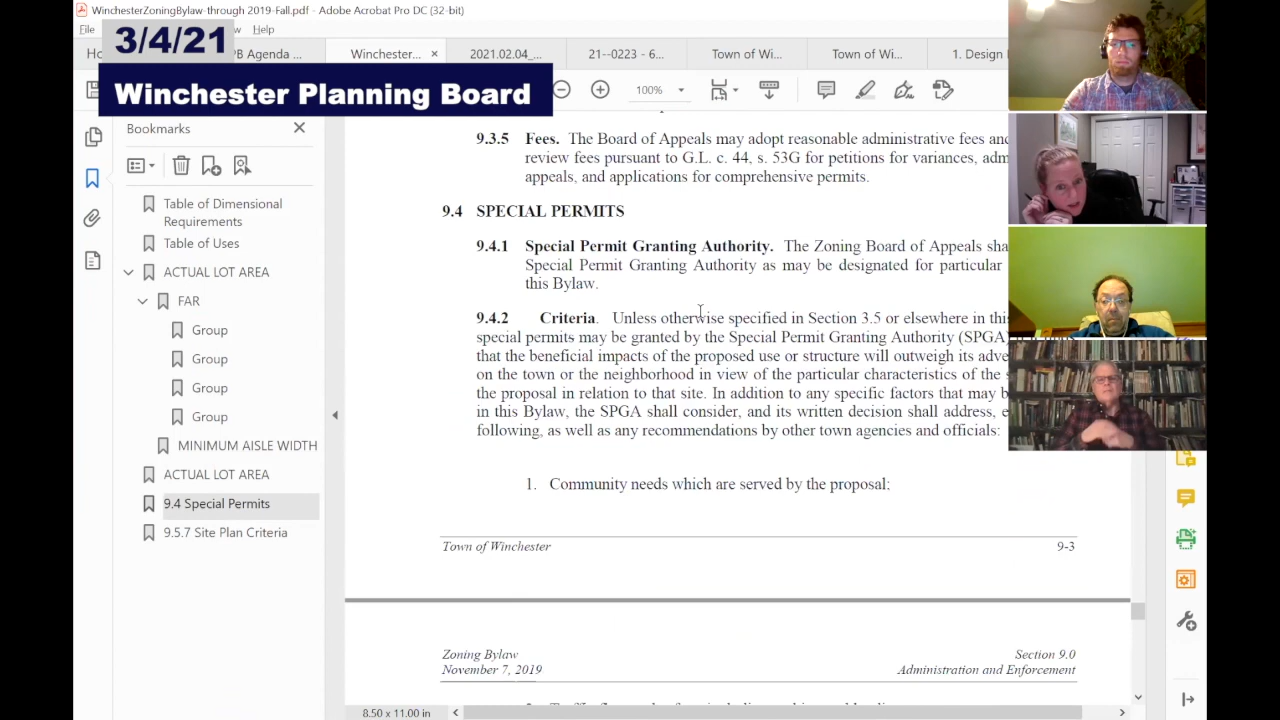 WinchesterZoningBylaw-through 2019-Fall.pdf - Adobe Acrobat Pro DC (32-bit)
File
Help
3/4/21
PB Agenda ...
Winchester...
×
2021.02.04_...
21--0223 - 6...
Town of Wi...
Town of Wi...
1. Design
Winchester Planning Board
100%
Bookmarks
Table of Dimensional
Requirements
Table of Uses
ACTUAL LOT AREA
FAR
Group
Group
Group
Group
MINIMUM AISLE WIDTH
ACTUAL LOT AREA
9.4 Special Permits
9.5.7 Site Plan Criteria
9.3.5 Fees. The Board of Appeals may adopt reasonable administrative fees and
review fees pursuant to G.L. c. 44, s. 53G for petitions for variances, adm
appeals, and applications for comprehensive permits.
9.4 SPECIAL PERMITS
9.4.1 Special Permit Granting Authority. The Zoning Board of Appeals sha
Special Permit Granting Authority as may be designated for particular
this Bylaw.
9.4.2 Criteria. Unless otherwise specified in Section 3.5 or elsewhere in this
special permits may be granted by the Special Permit Granting Authority (SPGA)
that the beneficial impacts of the proposed use or structure will outweigh its adve
on the town or the neighborhood in view of the particular characteristics of the s
the proposal in relation to that site. In addition to any specific factors that may b
in this Bylaw, the SPGA shall consider, and its written decision shall address, e
following, as well as any recommendations by other town agencies and officials:
1. Community needs which are served by the proposal;
Town of Winchester 9-3
Zoning Bylaw Section 9.0
November 7, 2019 Administration and Enforcement
8.50 x 11.00 in